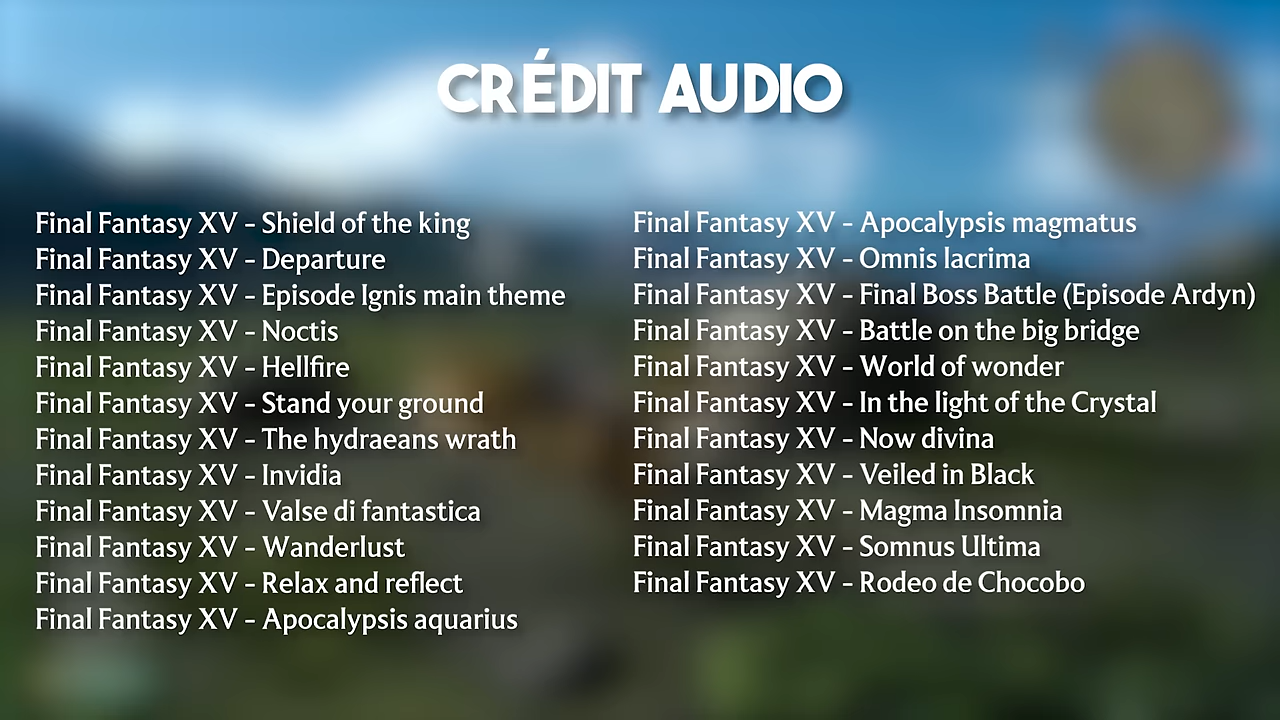 CRÉDIT AUDIO
Final Fantasy XV - Shield of the king
Final Fantasy XV - Departure
Final Fantasy XV - Episode Ignis main theme
Final Fantasy XV - Noctis
Final Fantasy XV - Hellfire
Final Fantasy XV - Stand your ground
Final Fantasy XV - The hydraeans wrath
Final Fantasy XV - Invidia
Final Fantasy XV - Valse di fantastica
Final Fantasy XV - Wanderlust
Final Fantasy XV - Relax and reflect
Final Fantasy XV - Apocalypsis aquarius
Final Fantasy XV - Apocalypsis magmatus
Final Fantasy XV - Omnis lacrima
Final Fantasy XV - Final Boss Battle (Episode Ardyn)
Final Fantasy XV - Battle on the big bridge
Final Fantasy XV - World of wonder
Final Fantasy XV - In the light of the Crystal
Final Fantasy XV - Now divina
Final Fantasy XV - Veiled in Black
Final Fantasy XV - Magma Insomnia
Final Fantasy XV - Somnus Ultima
Final Fantasy XV - Rodeo de Chocobo